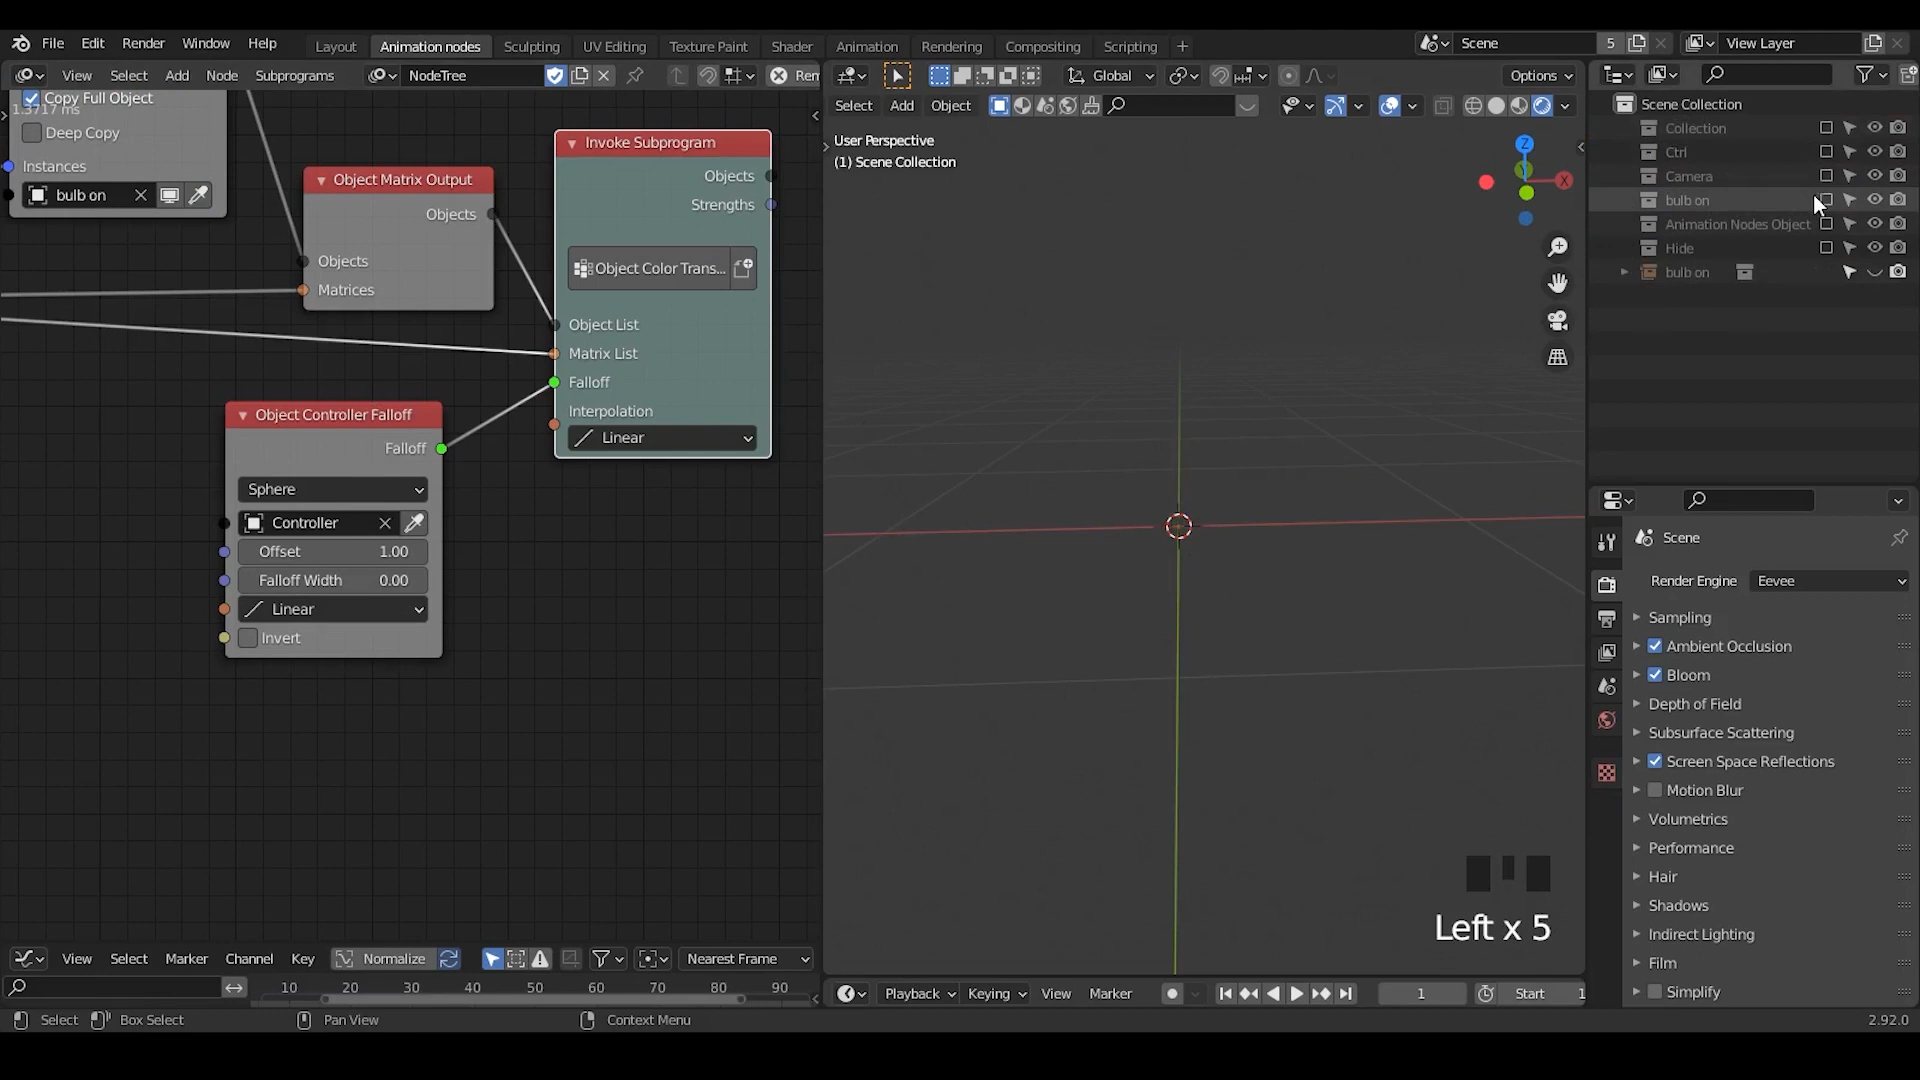 File Edit Render Window Help Layout Animation nodes Sculpting UV Editing Texture Paint Shader Animation Rendering Compositing Scripting + Scene 5 View Layer
View Select Add Node Subprograms NodeTree Rem
Global Options
Select Add Object
Copy Full Object
1.3717 ms
Deep Copy
Instances
bulb on
Object Matrix Output
Objects
Objects
Matrices
Invoke Subprogram
Objects
Strengths
Object Color Trans...
Object List
Matrix List
Falloff
Interpolation
Linear
Object Controller Falloff
Falloff
Sphere
Controller
Offset 1.00
Falloff Width 0.00
Linear
Invert
User Perspective
(1) Scene Collection
Z
X
Left x 5
Scene Collection
Collection
Ctrl
Camera
bulb on
Animation Nodes Object
Hide
bulb on
Scene
Render Engine Eevee
Sampling
Ambient Occlusion
Bloom
Depth of Field
Subsurface Scattering
Screen Space Reflections
Motion Blur
Volumetrics
Performance
Hair
Shadows
Indirect Lighting
Film
Simplify
View Select Marker Channel Key Normalize Nearest Frame
10 20 30 40 50 60 70 80 90
Playback Keying View Marker 1 Start 1
Select Box Select Pan View Context Menu 2.92.0